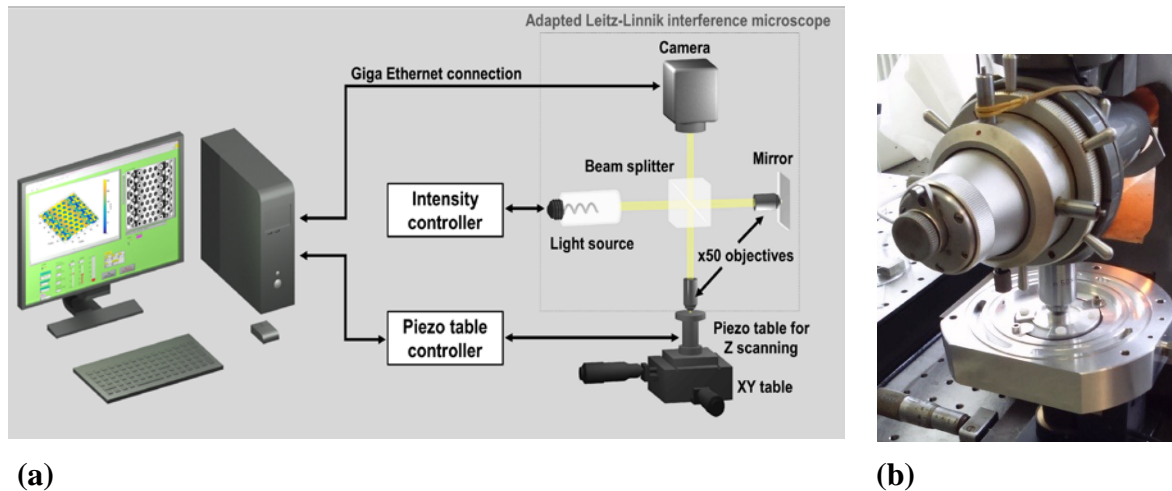 Adapted Leitz-Linnik interference microscope
Camera
Giga Ethernet connection
Beam splitter
Mirror
Intensity
controller
Light source
x50 objectives
Piezo table
controller
Piezo table for
Z scanning
XY table
(a)
(b)